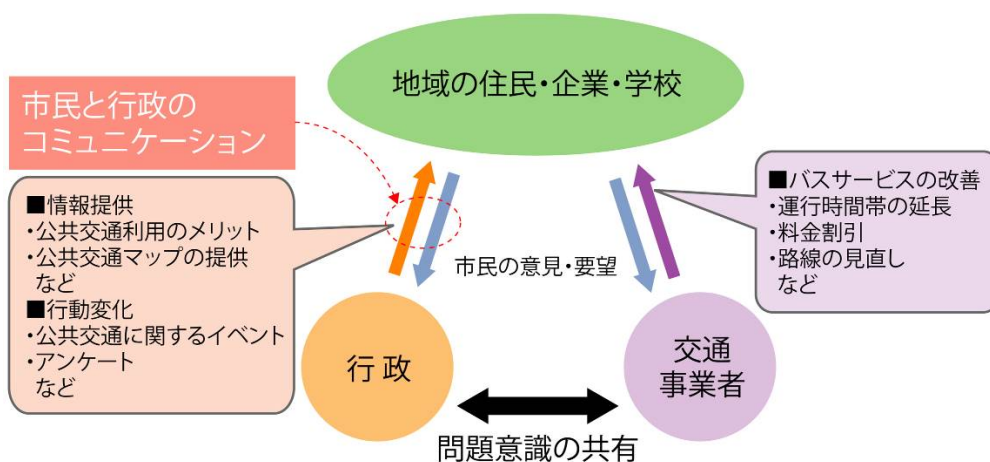 地域の住民・企業・学校
市民と行政の
コミュニケーション
■情報提供
・公共交通利用のメリット
・公共交通マップの提供
など
■行動変化
・公共交通に関するイベント
・アンケート
など
■バスサービスの改善
・運行時間帯の延長
・料金割引
・路線の見直し
など
市民の意見・要望
行政
交通
事業者
問題意識の共有